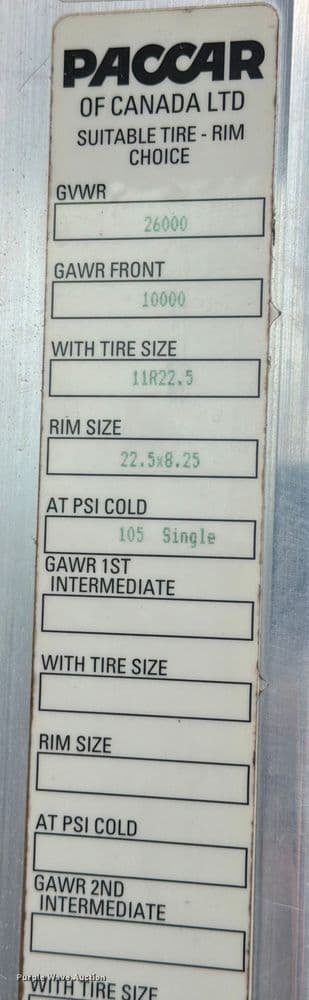 PACCAR
OF CANADA LTD
SUITABLE TIRE - RIM
CHOICE
GVWR
26000
GAWR FRONT
10000
WITH TIRE SIZE
11R22.5
RIM SIZE
22.5x8.25
AT PSI COLD
105 Single
GAWR 1ST
INTERMEDIATE
WITH TIRE SIZE
RIM SIZE
AT PSI COLD
GAWR 2ND
INTERMEDIATE
Purple Wave Auction
WITH TIRE SIZE